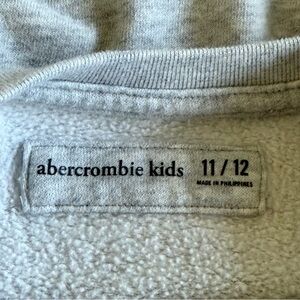 abercrombie kids 11 / 12
MADE IN PHILIPPINES